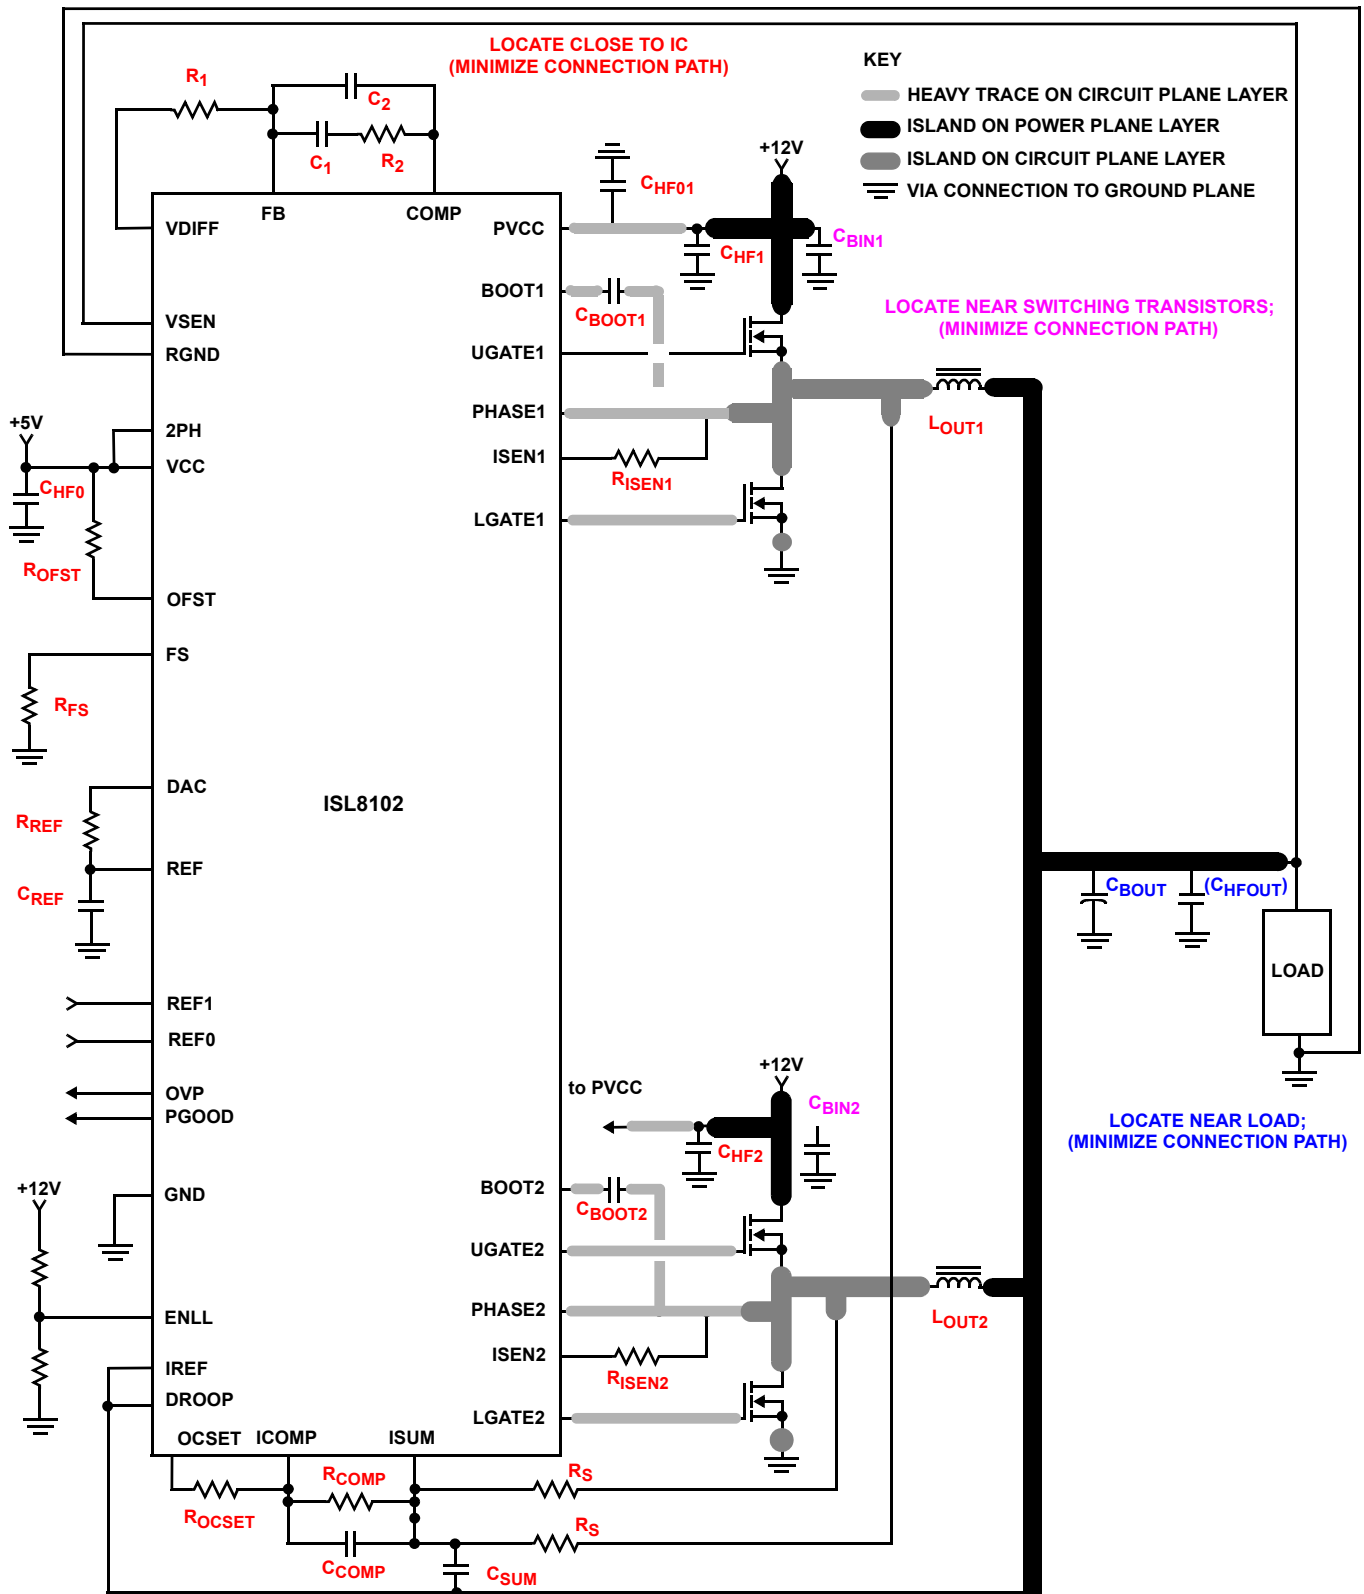 LOCATE CLOSE TO IC
(MINIMIZE CONNECTION PATH)
KEY
HEAVY TRACE ON CIRCUIT PLANE LAYER
ISLAND ON POWER PLANE LAYER
ISLAND ON CIRCUIT PLANE LAYER
VIA CONNECTION TO GROUND PLANE
R1
C2
C1
R2
+12V
CHF01
CHF1
CBIN1
FB
COMP
VDIFF
PVCC
BOOT1
CBOOT1
LOCATE NEAR SWITCHING TRANSISTORS;
(MINIMIZE CONNECTION PATH)
VSEN
RGND
UGATE1
+5V
2PH
PHASE1
LOUT1
VCC
ISEN1
RISEN1
CHF0
LGATE1
ROFST
OFST
FS
RFS
DAC
ISL8102
RREF
REF
CREF
CBOUT
(CHFOUT)
LOAD
REF1
REF0
OVP
PGOOD
to PVCC
+12V
CBIN2
CHF2
LOCATE NEAR LOAD;
(MINIMIZE CONNECTION PATH)
+12V
GND
BOOT2
CBOOT2
UGATE2
ENLL
PHASE2
LOUT2
IREF
ISEN2
RISEN2
DROOP
LGATE2
OCSET
ICOMP
ISUM
RCOMP
RS
ROCSET
RS
CCOMP
CSUM